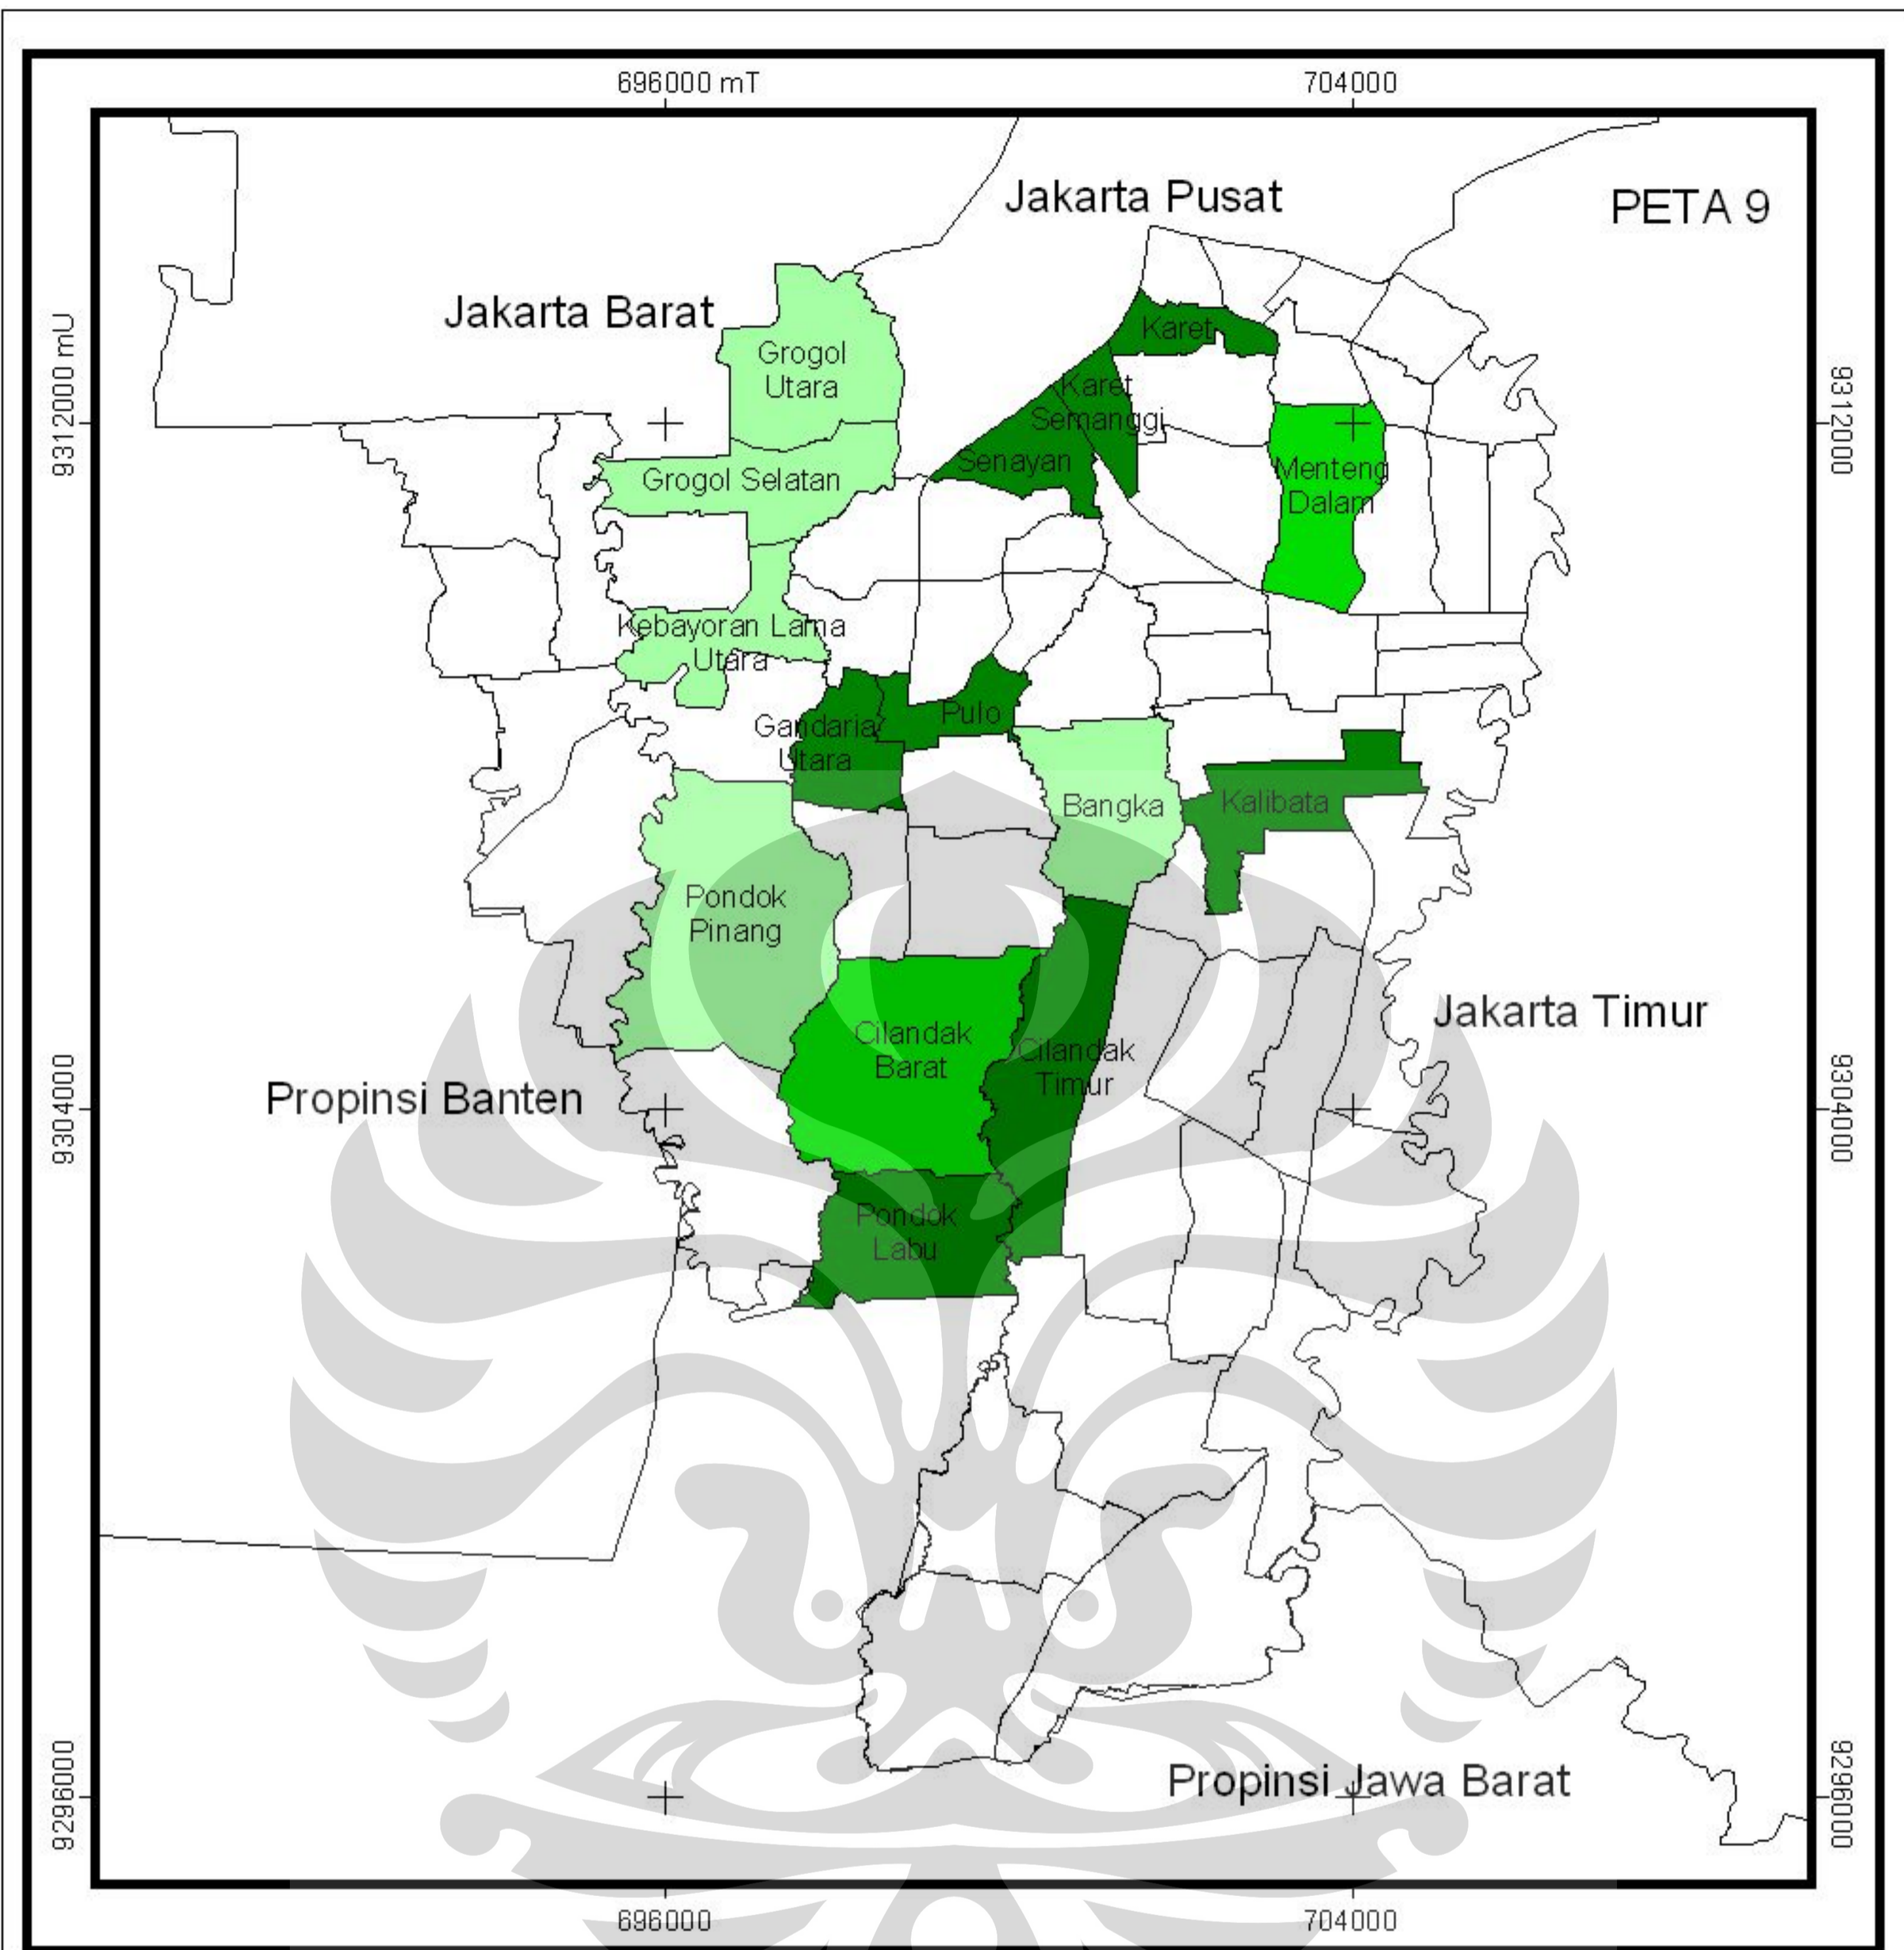 696000 mT
704000
Jakarta Pusat
PETA 9
Jakarta Barat
Karet
9312000 mU
Grogol
Utara
9312000
Karet
Semanggi
Senayan
Grogol Selatan
Menteng
Dalam
Kebayoran Lama
Utara
Pulo
Gandaria
Utara
Bangka
Kalibata
Pondok
Pinang
Jakarta Timur
Cilandak
Barat
Cilandak
Timur
Propinsi Banten
9304000
9304000
Pondok
Labu
Propinsi Jawa Barat
9296000
9296000
696000
704000